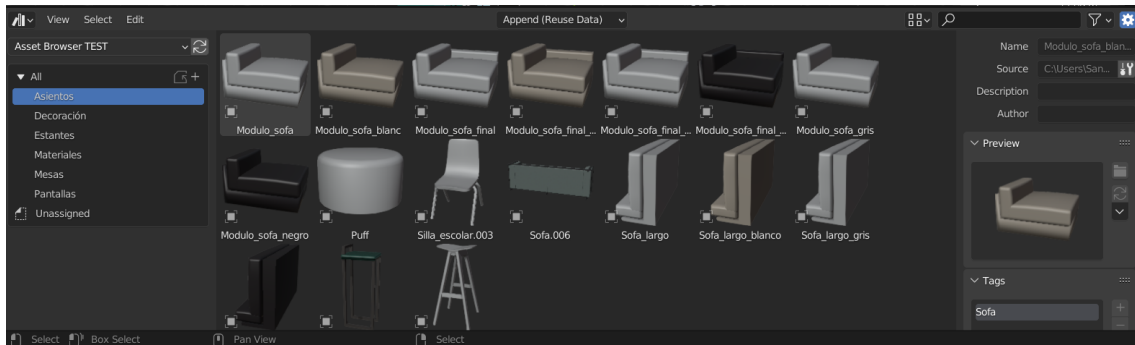 View Select Edit Append (Reuse Data)
Asset Browser TEST
All
Asientos
Decoración
Estantes
Materiales
Mesas
Pantallas
Unassigned
Modulo_sofa Modulo_sofa_blanc Modulo_sofa_final Modulo_sofa_final_... Modulo_sofa_final_... Modulo_sofa_final_... Modulo_sofa_gris
Modulo_sofa_negro Puff Silla_escolar.003 Sofa.006 Sofa_largo Sofa_largo_blanco Sofa_largo_gris
Name Modulo_sofa_blan...
Source C:\Users\San...
Description
Author
Preview
Tags
Sofa
Select Box Select Pan View Select